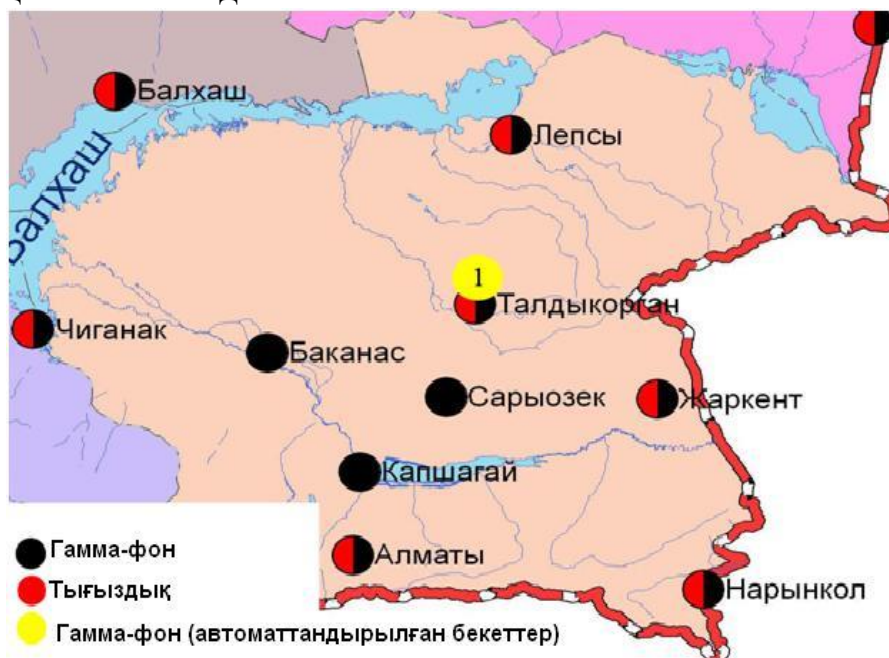 Балхаш
Лепсы
Балхаш
1
Талдыкорган
Чиганак
Баканас
Сарыозек
Жаркент
Капшагай
Гамма-фон
Алматы
Тығыздық
Нарынкол
Гамма-фон (автоматтандырылған бекеттер)